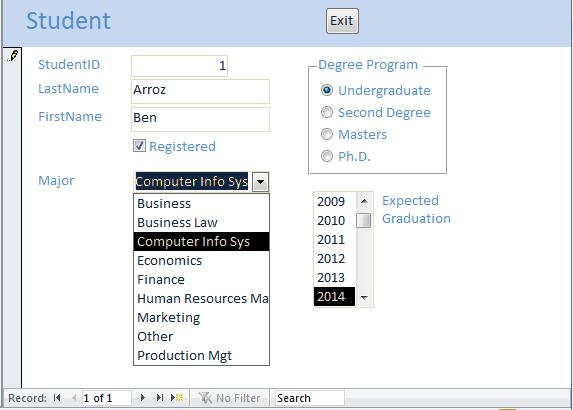 Student
Exit
StudentID 1
LastName Arroz
FirstName Ben
Registered
Major Computer Info Sys
Business
Business Law
Computer Info Sys
Economics
Finance
Human Resources Ma
Marketing
Other
Production Mgt
Degree Program
Undergraduate
Second Degree
Masters
Ph.D.
2009
2010
2011
2012
2013
2014
Expected
Graduation
Record: 1 of 1 No Filter Search